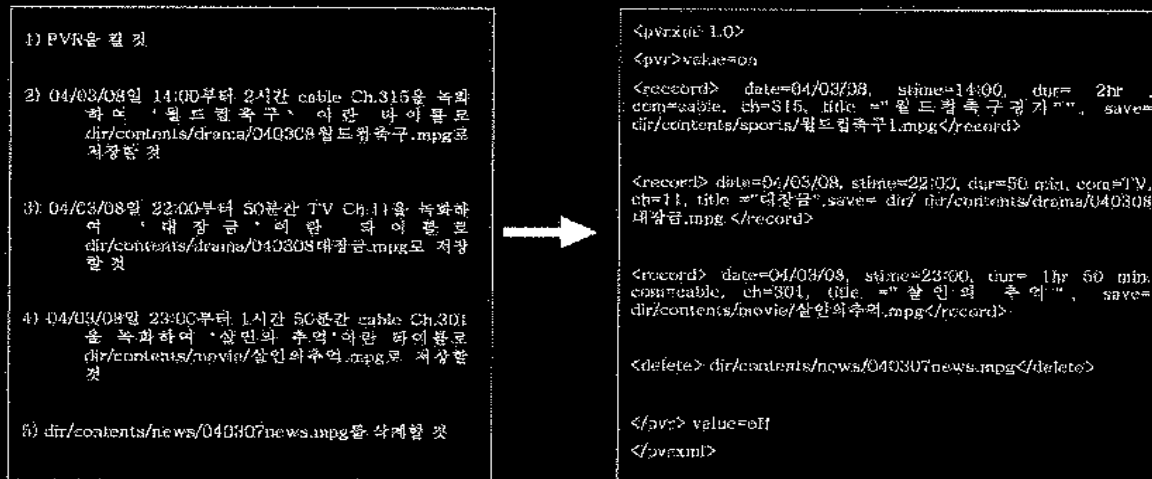 1) PVR을 켤 것
2) 04/03/08일 14:00부터 2시간 cable Ch.315을 녹화
하여 '월드컵축구' 이란 타이틀로
dir/contents/drama/040308월드컵축구.mpg로
저장할 것
3) 04/03/08일 22:00부터 50분간 TV Ch.11을 녹화하
여 '대장금'이란 타이틀로
dir/contents/drama/040308대장금.mpg로 저장
할 것
4) 04/03/08일 23:00부터 1시간 50분간 cable Ch.301
을 녹화하여 '살인의 추억'이란 타이틀로
dir/contents/movie/살인의추억.mpg로 저장할
것
5) dir/contents/news/040307news.mpg를 삭제할 것
<pvrxml 1.0>
<pvr>value=on
date=04/03/08, stime=14:00, dur= 2hr ,
com=cable, ch=315, title ="월드컵축구경기"", save=
dir/contents/sports/월드컵축구1.mpg</record>
<record> date=04/03/08, stime=22:00, dur=50 min, com=TV,
ch=11, title ="대장금",save= dir/ dir/contents/drama/040308
대장금.mpg </record>
<record> date=04/03/08, stime=23:00, dur= 1hr 50 min,
com=cable, ch=301, title ="살인의 추억"", save=
dir/contents/movie/살인의추억.mpg</record>
<delete> dir/contents/news/040307news.mpg</delete>
</pvr> value=off
</pvrxml>